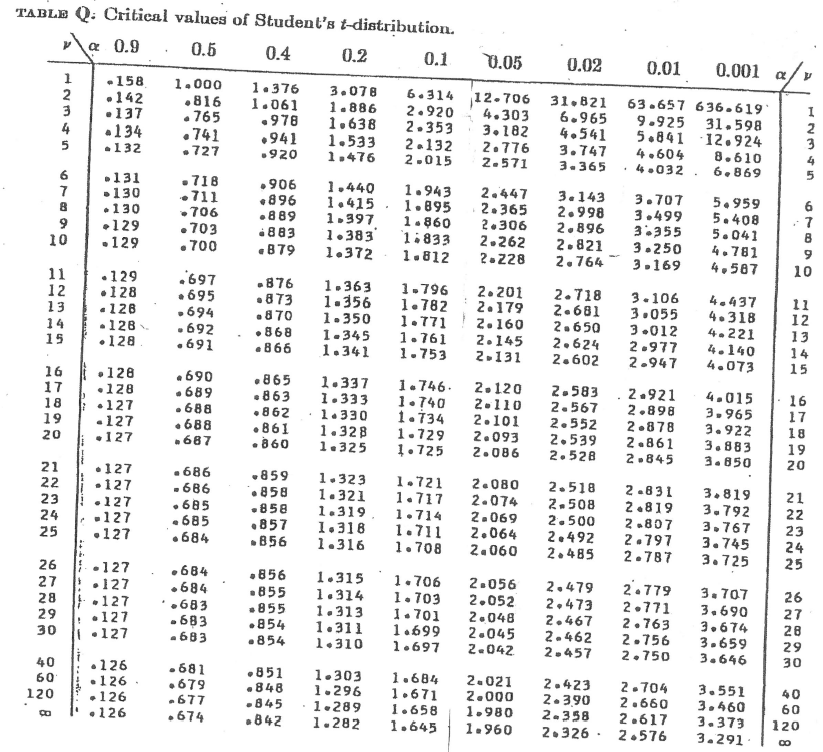 TABLE Q: Critical values of Student's t-distribution.
ν \ α 0.9 0.5 0.4 0.2 0.1 0.05 0.02 0.01 0.001 α / ν
1 .158 1.000 1.376 3.078 6.314 12.706 31.821 63.657 636.619 1
2 .142 .816 1.061 1.886 2.920 4.303 6.965 9.925 31.598 2
3 .137 .765 .978 1.638 2.353 3.182 4.541 5.841 12.924 3
4 .134 .741 .941 1.533 2.132 2.776 3.747 4.604 8.610 4
5 .132 .727 .920 1.476 2.015 2.571 3.365 4.032 6.869 5
6 .131 .718 .906 1.440 1.943 2.447 3.143 3.707 5.959 6
7 .130 .711 .896 1.415 1.895 2.365 2.998 3.499 5.408 7
8 .130 .706 .889 1.397 1.860 2.306 2.896 3.355 5.041 8
9 .129 .703 .883 1.383 1.833 2.262 2.821 3.250 4.781 9
10 .129 .700 .879 1.372 1.812 2.228 2.764 3.169 4.587 10
11 .129 .697 .876 1.363 1.796 2.201 2.718 3.106 4.437 11
12 .128 .695 .873 1.356 1.782 2.179 2.681 3.055 4.318 12
13 .128 .694 .870 1.350 1.771 2.160 2.650 3.012 4.221 13
14 .128 .692 .868 1.345 1.761 2.145 2.624 2.977 4.140 14
15 .128 .691 .866 1.341 1.753 2.131 2.602 2.947 4.073 15
16 .128 .690 .865 1.337 1.746 2.120 2.583 2.921 4.015 16
17 .128 .689 .863 1.333 1.740 2.110 2.567 2.898 3.965 17
18 .127 .688 .862 1.330 1.734 2.101 2.552 2.878 3.922 18
19 .127 .688 .861 1.328 1.729 2.093 2.539 2.861 3.883 19
20 .127 .687 .860 1.325 1.725 2.086 2.528 2.845 3.850 20
21 .127 .686 .859 1.323 1.721 2.080 2.518 2.831 3.819 21
22 .127 .686 .858 1.321 1.717 2.074 2.508 2.819 3.792 22
23 .127 .685 .858 1.319 1.714 2.069 2.500 2.807 3.767 23
24 .127 .685 .857 1.318 1.711 2.064 2.492 2.797 3.745 24
25 .127 .684 .856 1.316 1.708 2.060 2.485 2.787 3.725 25
26 .127 .684 .856 1.315 1.706 2.056 2.479 2.779 3.707 26
27 .127 .684 .855 1.314 1.703 2.052 2.473 2.771 3.690 27
28 .127 .683 .855 1.313 1.701 2.048 2.467 2.763 3.674 28
29 .127 .683 .854 1.311 1.699 2.045 2.462 2.756 3.659 29
30 .127 .683 .854 1.310 1.697 2.042 2.457 2.750 3.646 30
40 .126 .681 .851 1.303 1.684 2.021 2.423 2.704 3.551 40
60 .126 .679 .848 1.296 1.671 2.000 2.390 2.660 3.460 60
120 .126 .677 .845 1.289 1.658 1.980 2.358 2.617 3.373 120
∞ .126 .674 .842 1.282 1.645 1.960 2.326 2.576 3.291 ∞